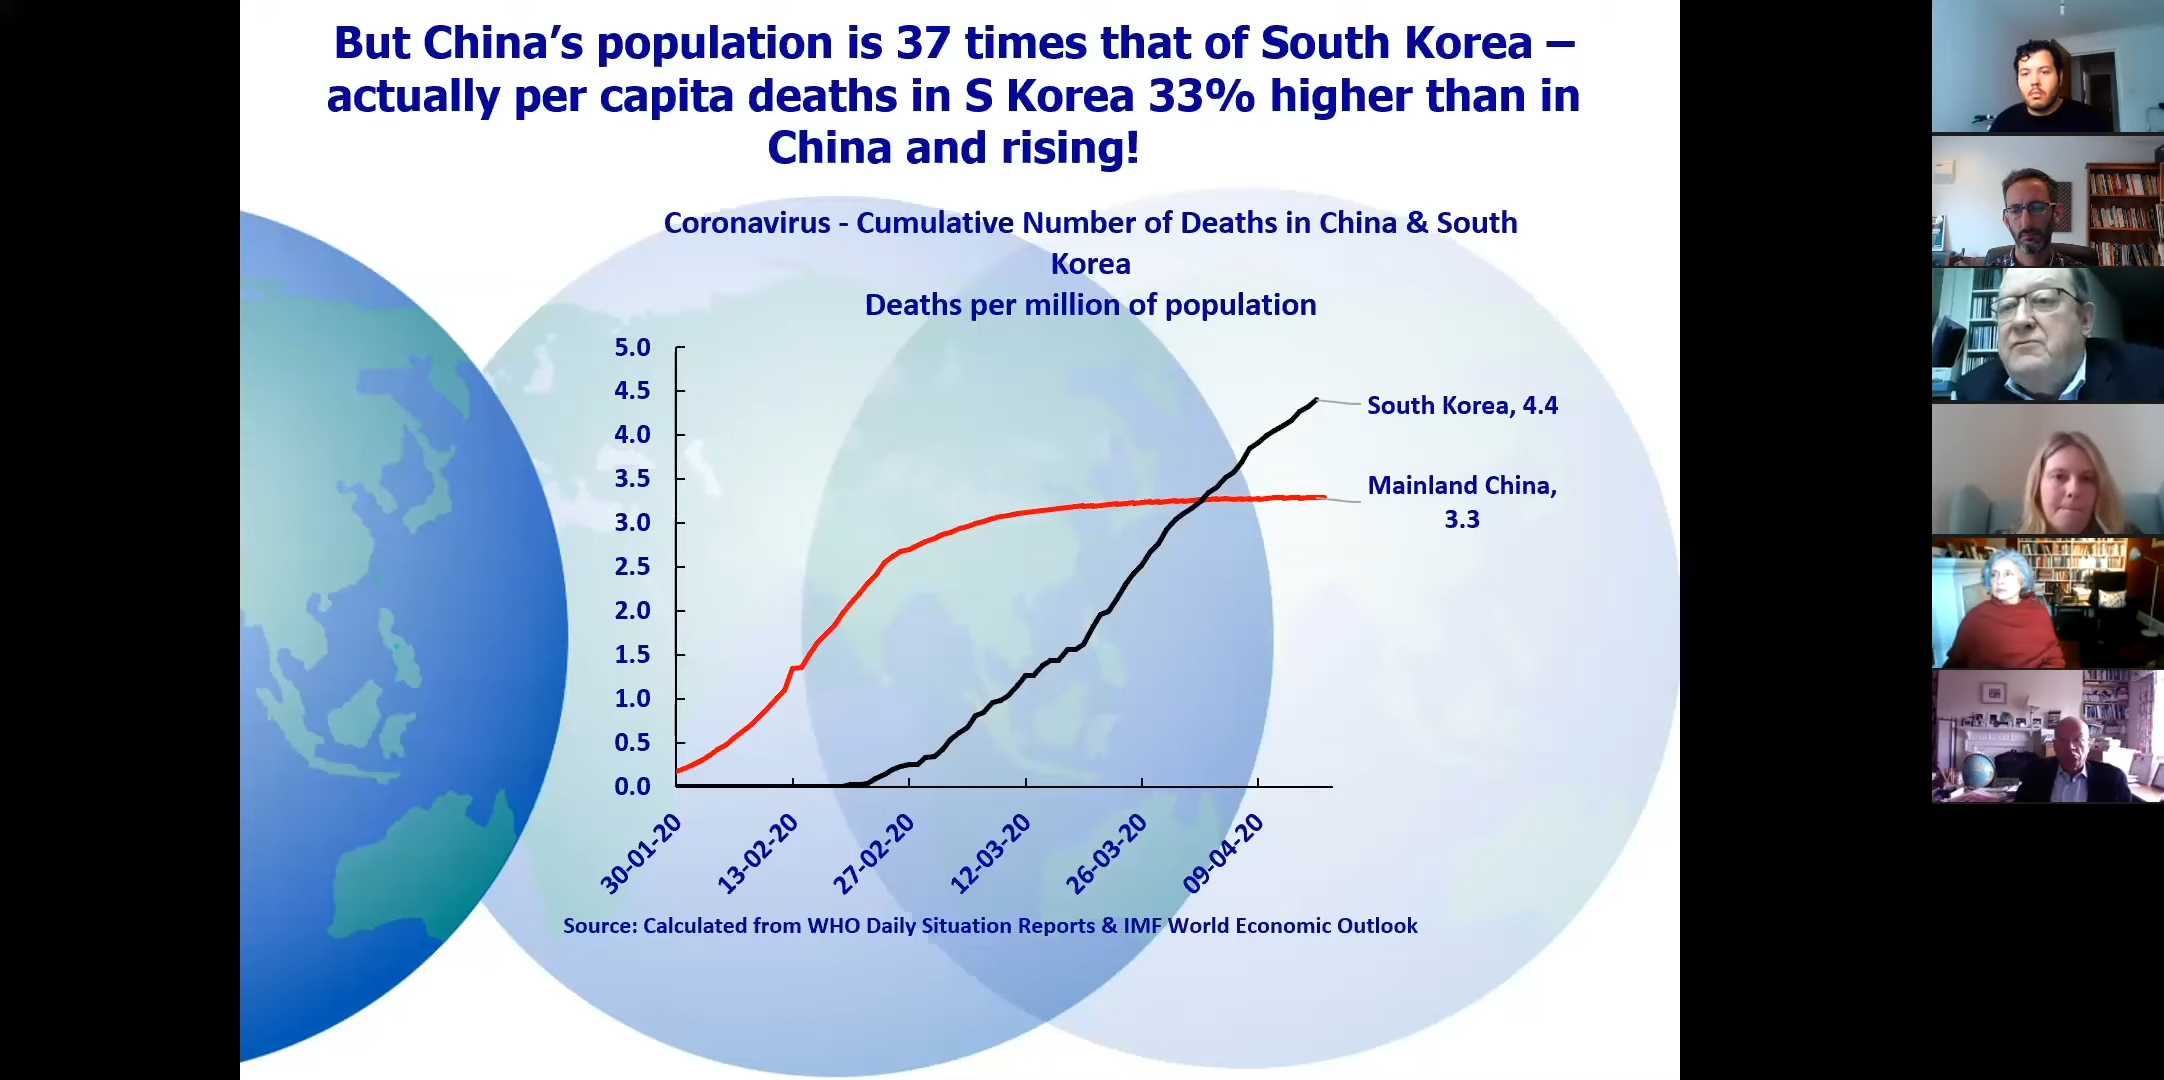 But China’s population is 37 times that of South Korea –
actually per capita deaths in S Korea 33% higher than in
China and rising!
Coronavirus - Cumulative Number of Deaths in China & South
Korea
Deaths per million of population
5.0
4.5
4.0
3.5
3.0
2.5
2.0
1.5
1.0
0.5
0.0
South Korea, 4.4
Mainland China,
3.3
30-01-20
13-02-20
27-02-20
12-03-20
26-03-20
09-04-20
Source: Calculated from WHO Daily Situation Reports & IMF World Economic Outlook